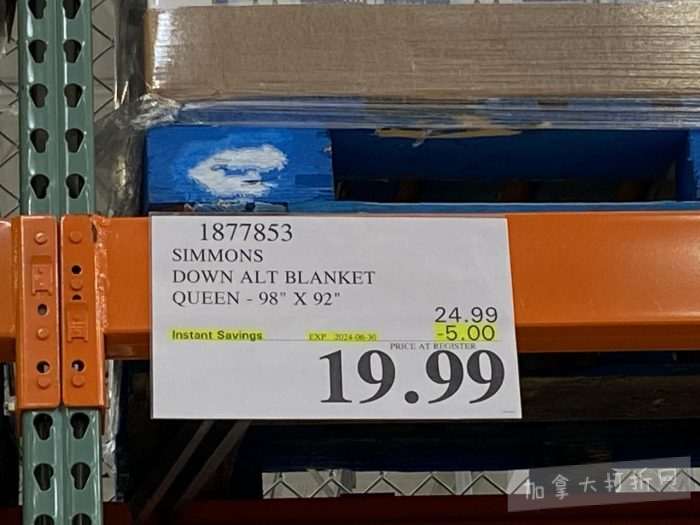 1877853
SIMMONS
DOWN ALT BLANKET
QUEEN - 98" X 92"
24.99
Instant Savings EXP. 2024-06-30 -5.00
PRICE AT REGISTER
19.99
加拿大打折网